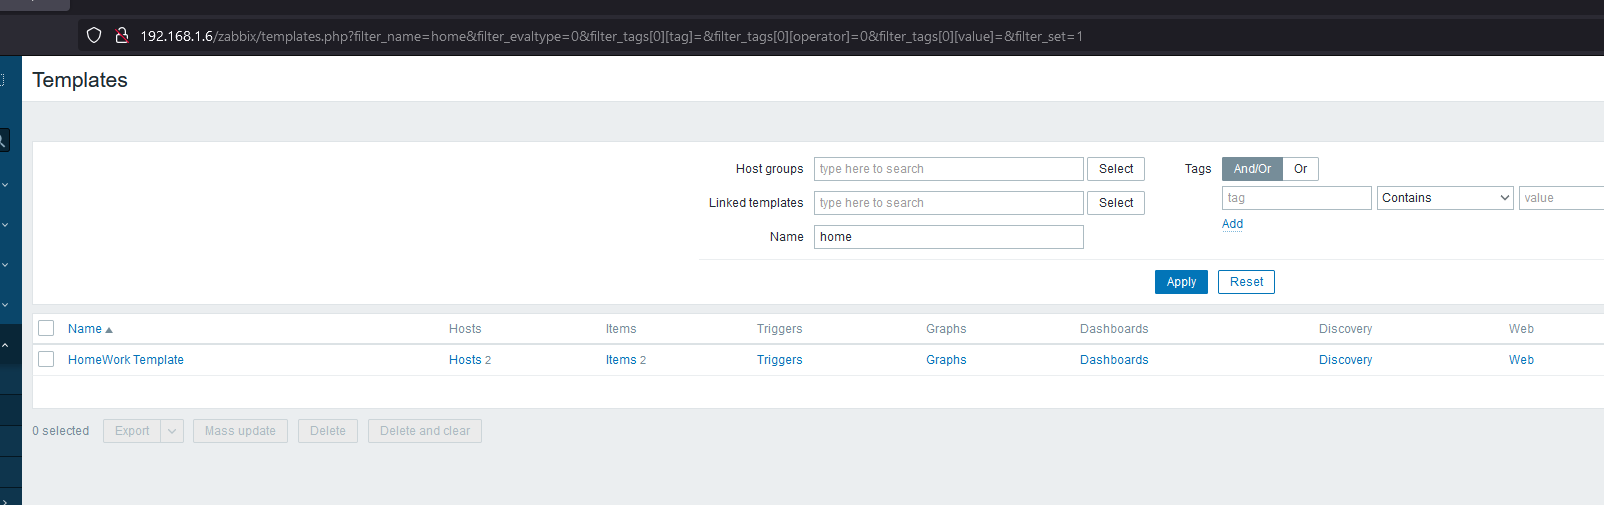 192.168.1.6/zabbix/templates.php?filter_name=home&filter_evaltype=0&filter_tags[0][tag]=&filter_tags[0][operator]=0&filter_tags[0][value]=&filter_set=1
Templates
Host groups type here to search Select Tags And/Or Or
Linked templates type here to search Select tag Contains value
Add
Name home
Apply Reset
Name Hosts Items Triggers Graphs Dashboards Discovery Web
HomeWork Template Hosts 2 Items 2 Triggers Graphs Dashboards Discovery Web
0 selected Export Mass update Delete Delete and clear